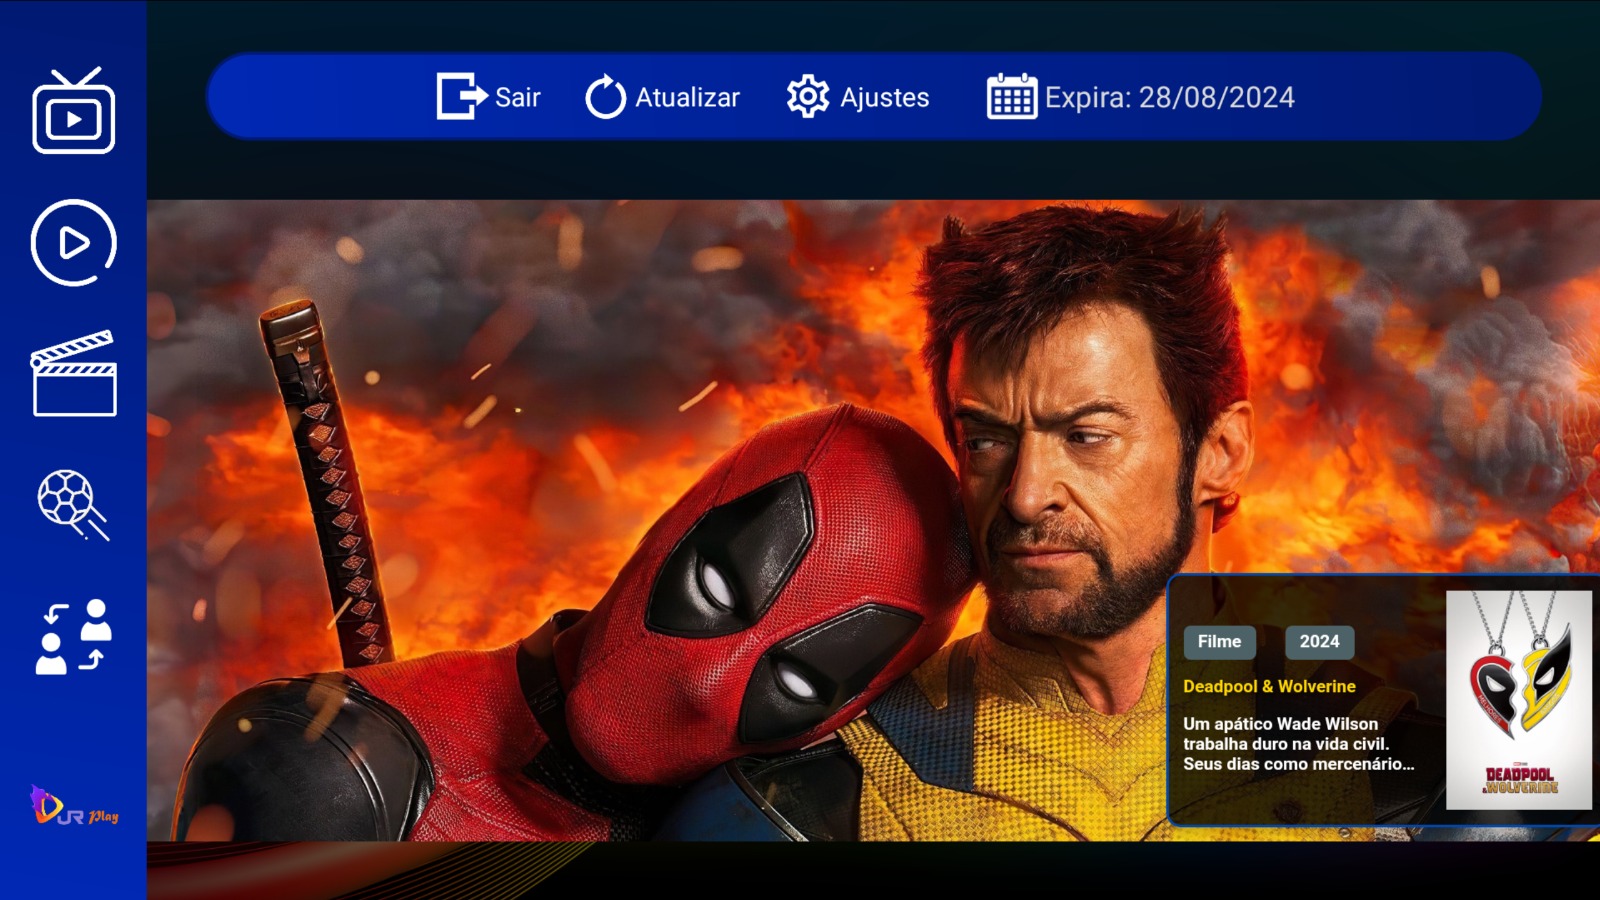 Sair
Atualizar
Ajustes
Expira: 28/08/2024
Filme
2024
Deadpool & Wolverine
Um apático Wade Wilson
trabalha duro na vida civil.
Seus dias como mercenário...
DEADPOOL
& WOLVERINE
DUR Play